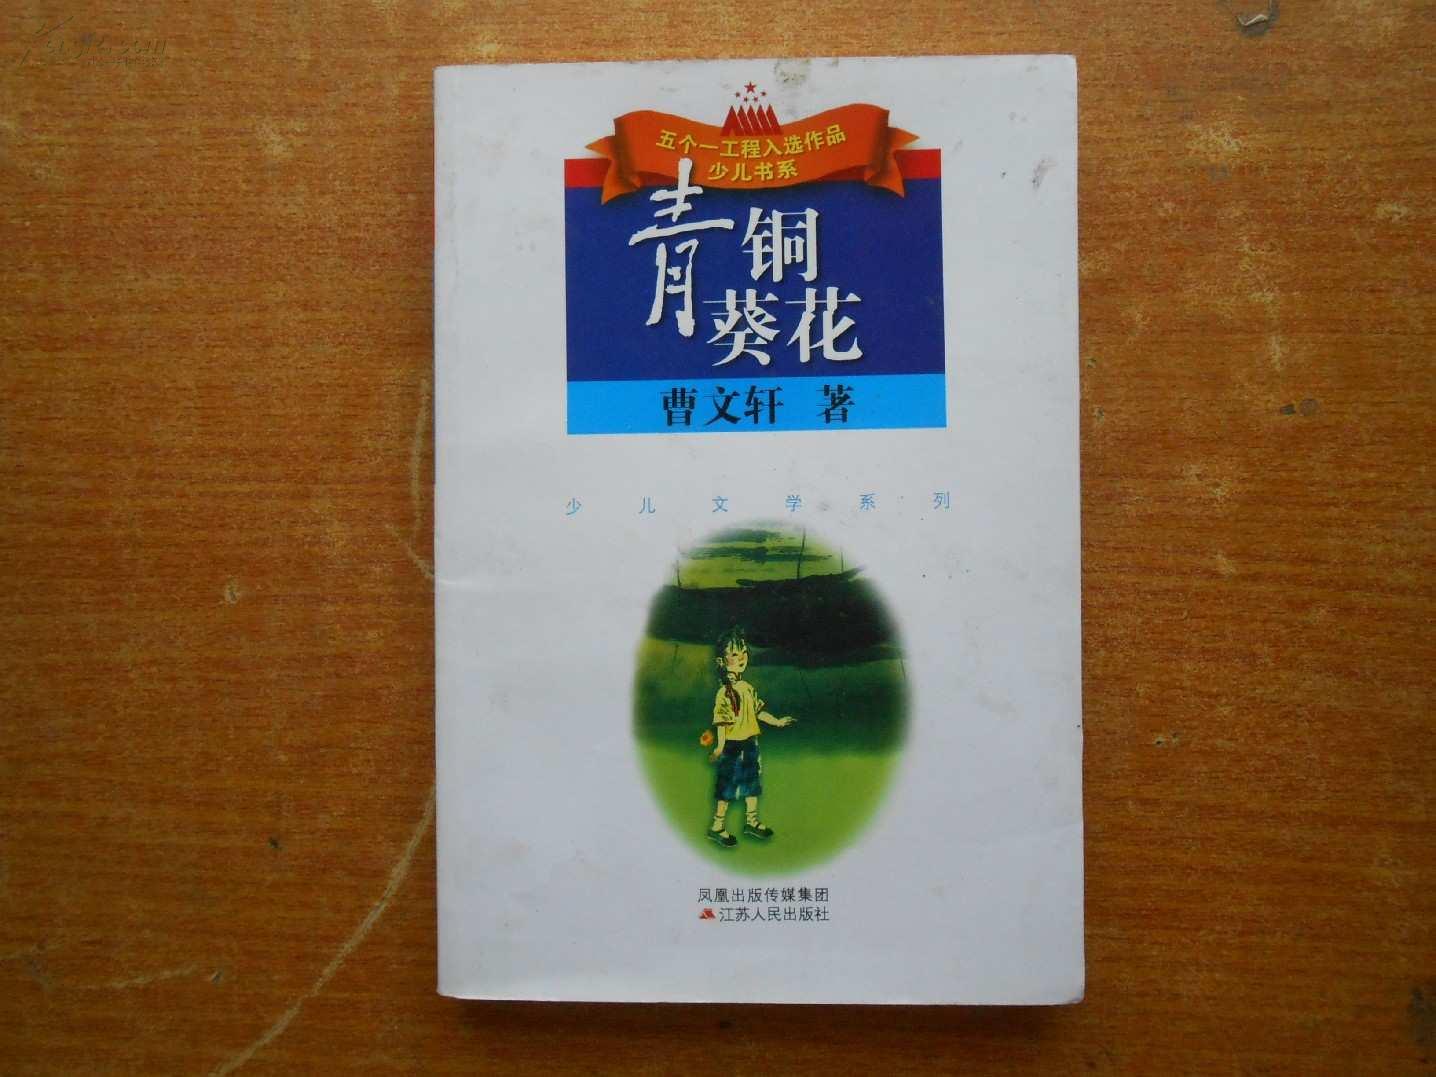 五个一工程入选作品
少儿书系
青铜
葵花
曹文轩 著
少儿文学系列
凤凰出版传媒集团
江苏人民出版社